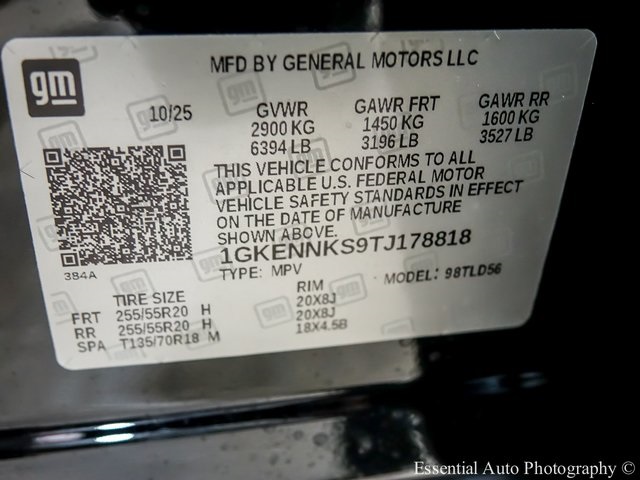 gm
MFD BY GENERAL MOTORS LLC
10/25 GVWR GAWR FRT GAWR RR
2900 KG 1450 KG 1600 KG
6394 LB 3196 LB 3527 LB
THIS VEHICLE CONFORMS TO ALL
APPLICABLE U.S. FEDERAL MOTOR
VEHICLE SAFETY STANDARDS IN EFFECT
ON THE DATE OF MANUFACTURE
SHOWN ABOVE.
384A 1GKENNKS9TJ178818
TYPE: MPV MODEL: 98TLD56
TIRE SIZE RIM
FRT 255/55R20 H 20X8J
RR 255/55R20 H 20X8J
SPA T135/70R18 M 18X4.5B
Essential Auto Photography ©